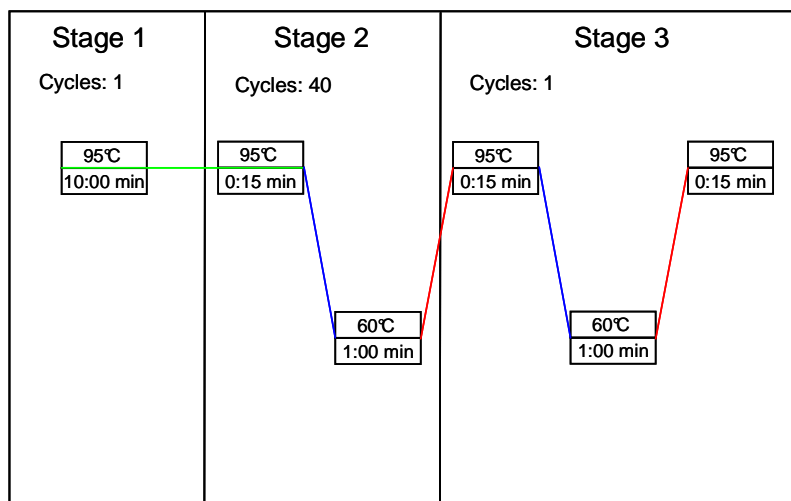 Stage 1
Stage 2
Stage 3
Cycles: 1
Cycles: 40
Cycles: 1
95°C
10:00 min
95°C
0:15 min
60°C
1:00 min
95°C
0:15 min
60°C
1:00 min
95°C
0:15 min